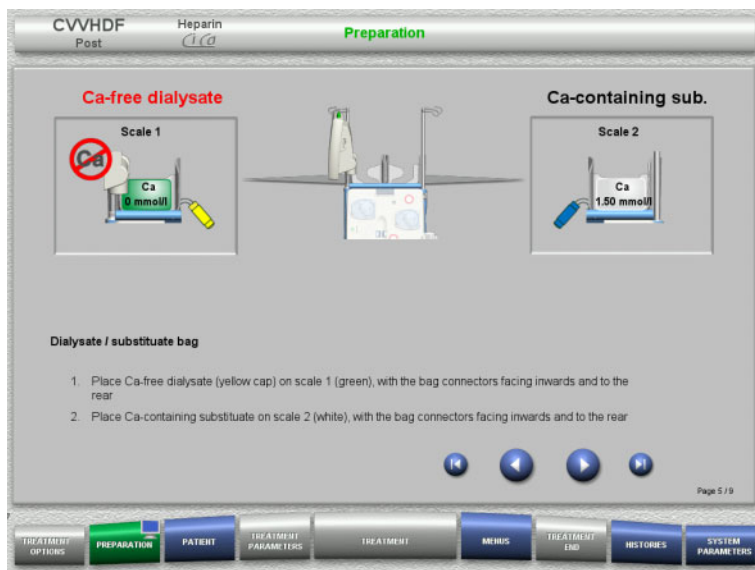 CVVHDF
Post
Heparin
Ci Ca
Preparation
Ca-free dialysate
Ca-containing sub.
Scale 1
Ca
Ca
0 mmol/l
Scale 2
Ca
1.50 mmol/l
Dialysate / substituate bag
1. Place Ca-free dialysate (yellow cap) on scale 1 (green), with the bag connectors facing inwards and to the
rear
2. Place Ca-containing substituate on scale 2 (white), with the bag connectors facing inwards and to the rear
Page 5 / 9
TREATMENT
OPTIONS
PREPARATION
PATIENT
TREATMENT
PARAMETERS
TREATMENT
MENUS
TREATMENT
END
HISTORIES
SYSTEM
PARAMETERS